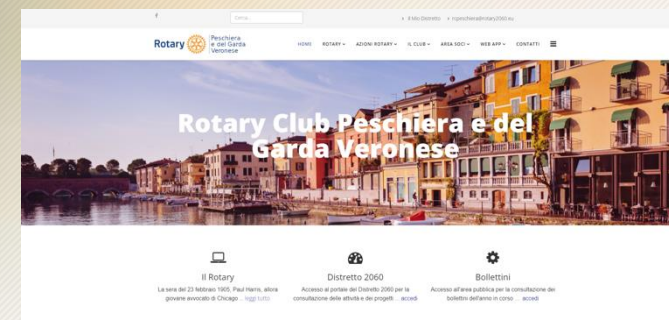 Il Mio Distretto
Rotary
Peschiera
e del Garda
Veronese
HOME ROTARY AZIONI ROTARY IL CLUB AREA SOCI WEB APP CONTATTI
Rotary Club Peschiera e del
Garda Veronese
Il Rotary
La sera del 23 febbraio 1905, Paul Harris, allora
giovane avvocato di Chicago ... leggi tutto
Distretto 2060
Accesso al portale del Distretto 2060 per la
consultazione delle attività e dei progetti ... accedi
Bollettini
Accesso all'area pubblica per la consultazione dei
bollettini dell'anno in corso ... accedi